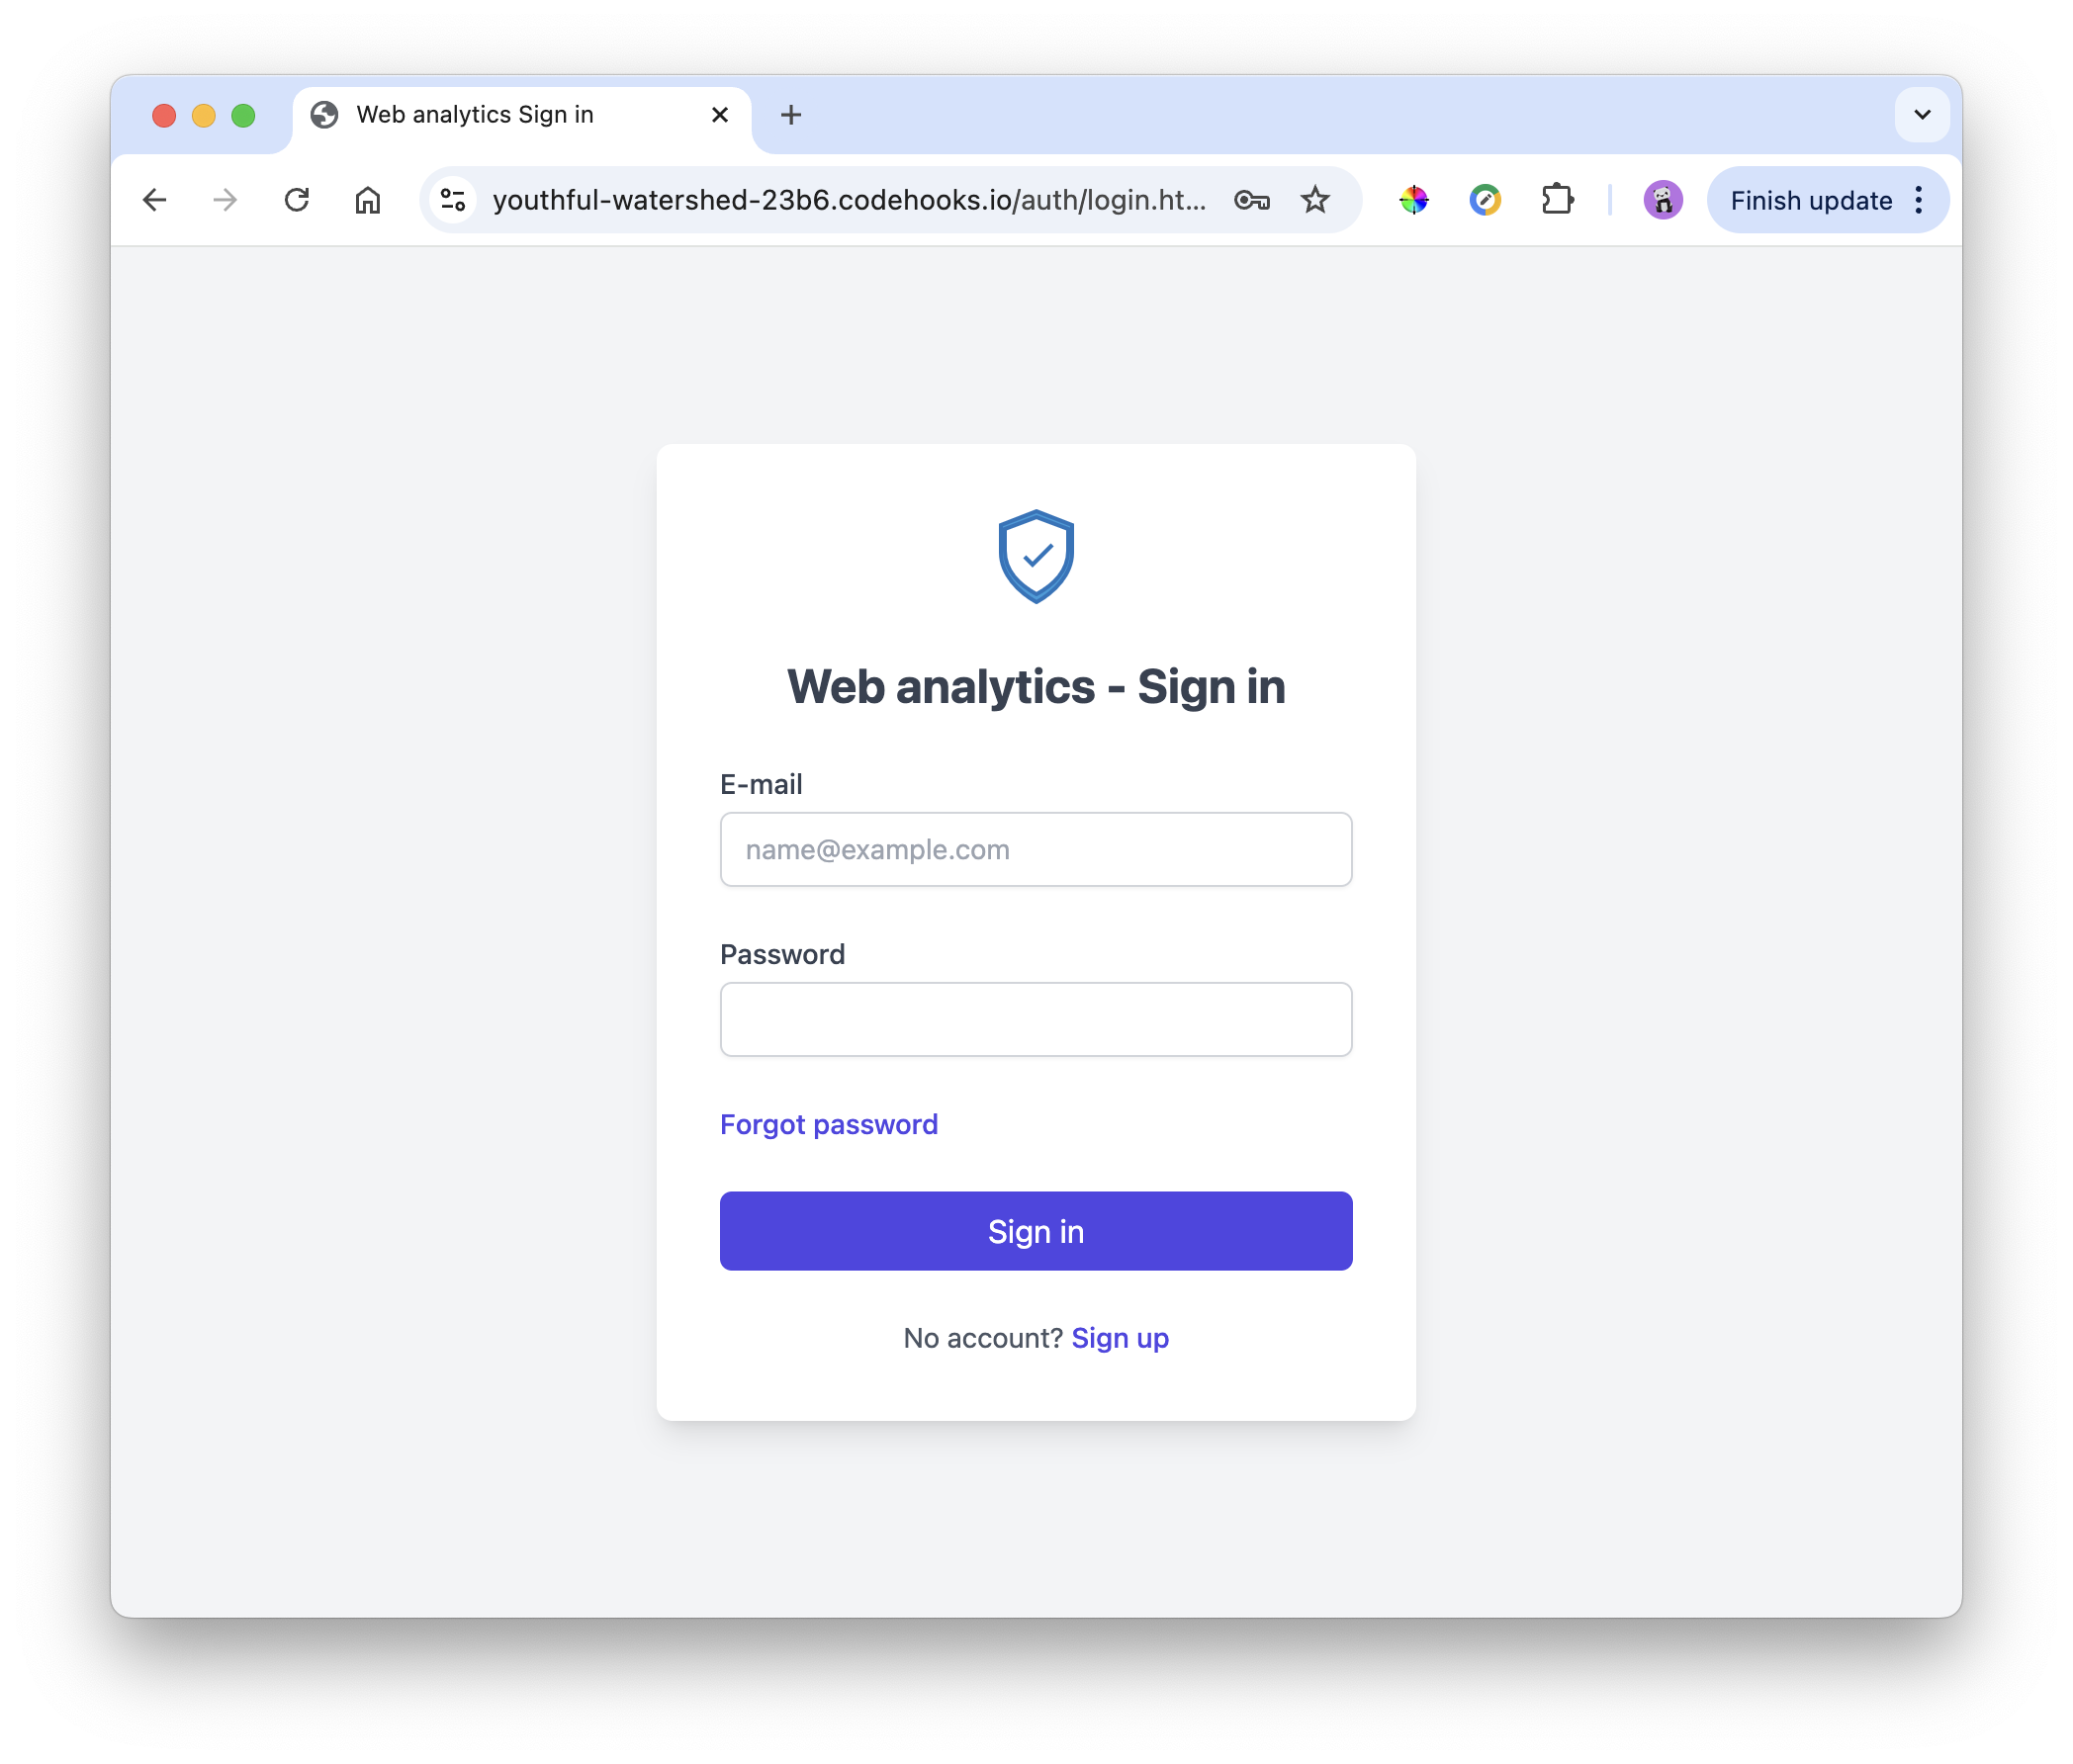 Web analytics Sign in
youthful-watershed-23b6.codehooks.io/auth/login.ht...
Finish update
Web analytics - Sign in
E-mail
name@example.com
Password
Forgot password
Sign in
No account? Sign up